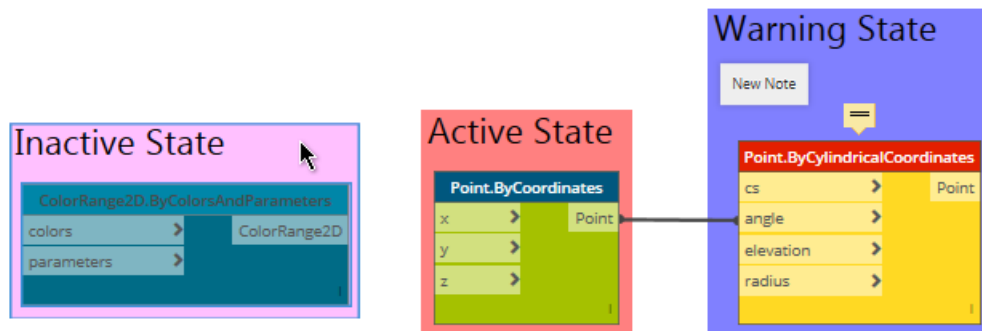 Inactive State
ColorRange2D.ByColorsAndParameters
colors > ColorRange2D
parameters >
l
Active State
Point.ByCoordinates
x > Point
y >
z >
l
Warning State
New Note
Point.ByCylindricalCoordinates
cs > Point
angle >
elevation >
radius >
l